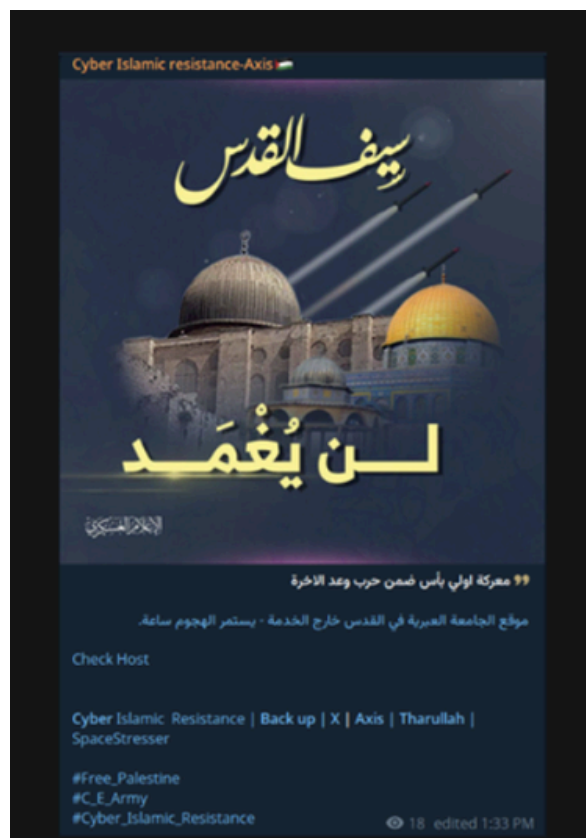 Cyber Islamic resistance-Axis🇵🇸
سيف القدس
لن يُغْمَد
الإعلام العسكري
معركة اولي بأس ضمن حرب وعد الاخرة
موقع الجامعة العبرية في القدس خارج الخدمة - يستمر الهجوم ساعة.
Check Host
Cyber Islamic Resistance | Back up | X | Axis | Tharullah |
SpaceStresser
#Free_Palestine
#C_E_Army
#Cyber_Islamic_Resistance
18 edited 1:33 PM